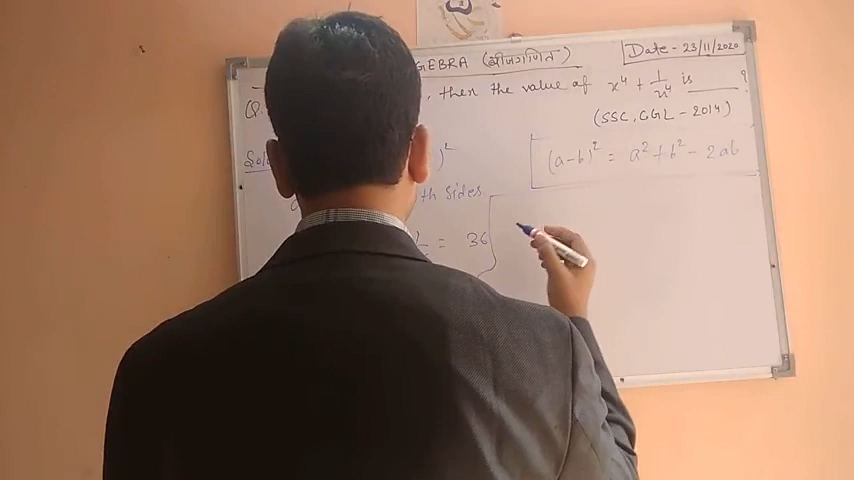 GEBRA (बीजगणित) Date - 23/11/2020
Q. , then the value of x⁴ + 1/x⁴ is ____ ?
(SSC, CGL - 2014)
Sol )²
(a-b)² = a² + b² - 2ab
th Sides
= 36